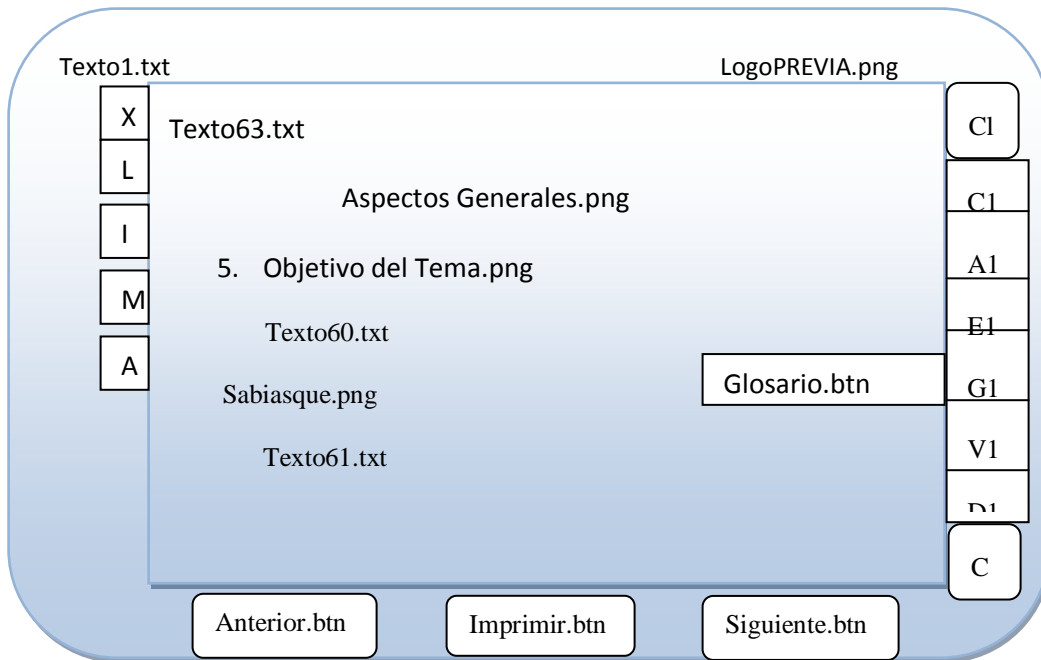 Texto1.txt
LogoPREVIA.png
X
L
I
M
A
Texto63.txt
Aspectos Generales.png
5. Objetivo del Tema.png
Texto60.txt
Sabiasque.png
Texto61.txt
Glosario.btn
Cl
C1
A1
E1
G1
V1
D1
C
Anterior.btn
Imprimir.btn
Siguiente.btn